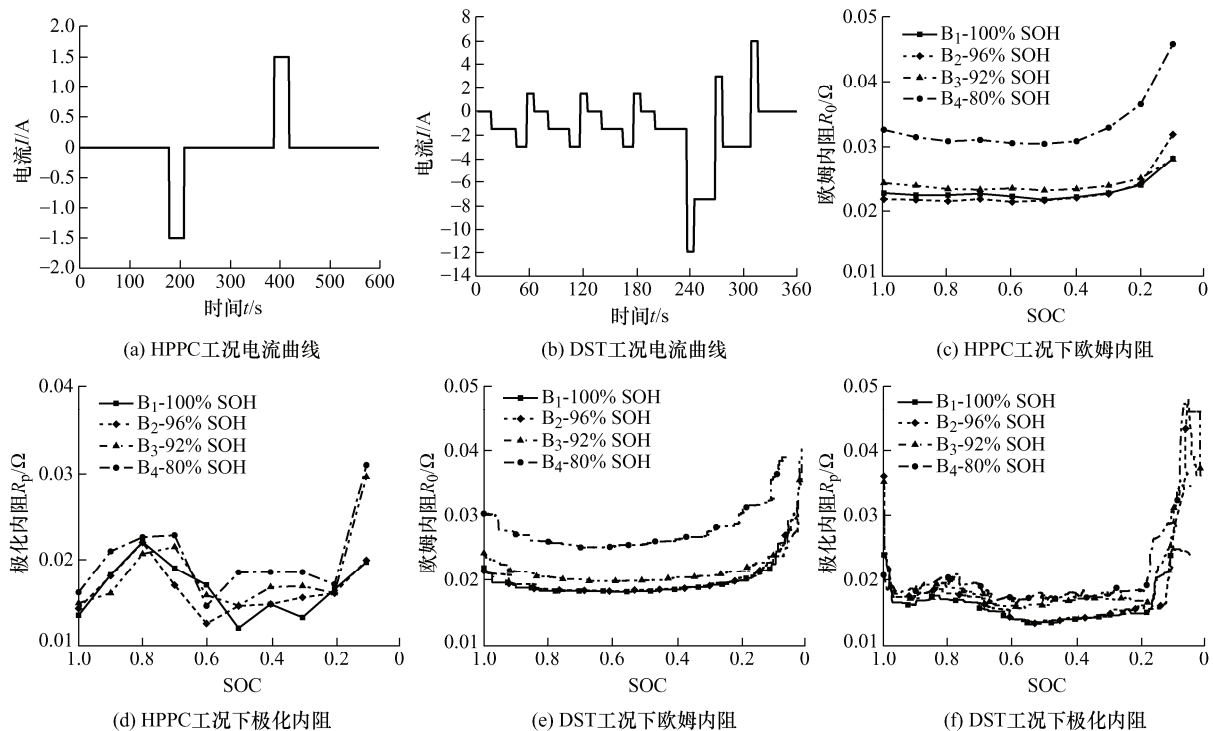 2.0
1.5
1.0
0.5
0
−0.5
−1.0
−1.5
−2.0
电流I/A
0 100 200 300 400 500 600
时间t/s
(a) HPPC工况电流曲线
8
6
4
2
0
−2
−4
−6
−8
−10
−12
−14
电流I/A
0 60 120 180 240 300 360
时间t/s
(b) DST工况电流曲线
0.05
0.04
0.03
0.02
0.01
欧姆内阻R0/Ω
B1-100% SOH
B2-96% SOH
B3-92% SOH
B4-80% SOH
1.0 0.8 0.6 0.4 0.2 0
SOC
(c) HPPC工况下欧姆内阻
0.04
0.03
0.02
0.01
极化内阻Rp/Ω
B1-100% SOH
B2-96% SOH
B3-92% SOH
B4-80% SOH
1.0 0.8 0.6 0.4 0.2 0
SOC
(d) HPPC工况下极化内阻
0.05
0.04
0.03
0.02
0.01
欧姆内阻R0/Ω
B1-100% SOH
B2-96% SOH
B3-92% SOH
B4-80% SOH
1.0 0.8 0.6 0.4 0.2 0
SOC
(e) DST工况下欧姆内阻
0.05
0.04
0.03
0.02
0.01
极化内阻Rp/Ω
B1-100% SOH
B2-96% SOH
B3-92% SOH
B4-80% SOH
1.0 0.8 0.6 0.4 0.2 0
SOC
(f) DST工况下极化内阻